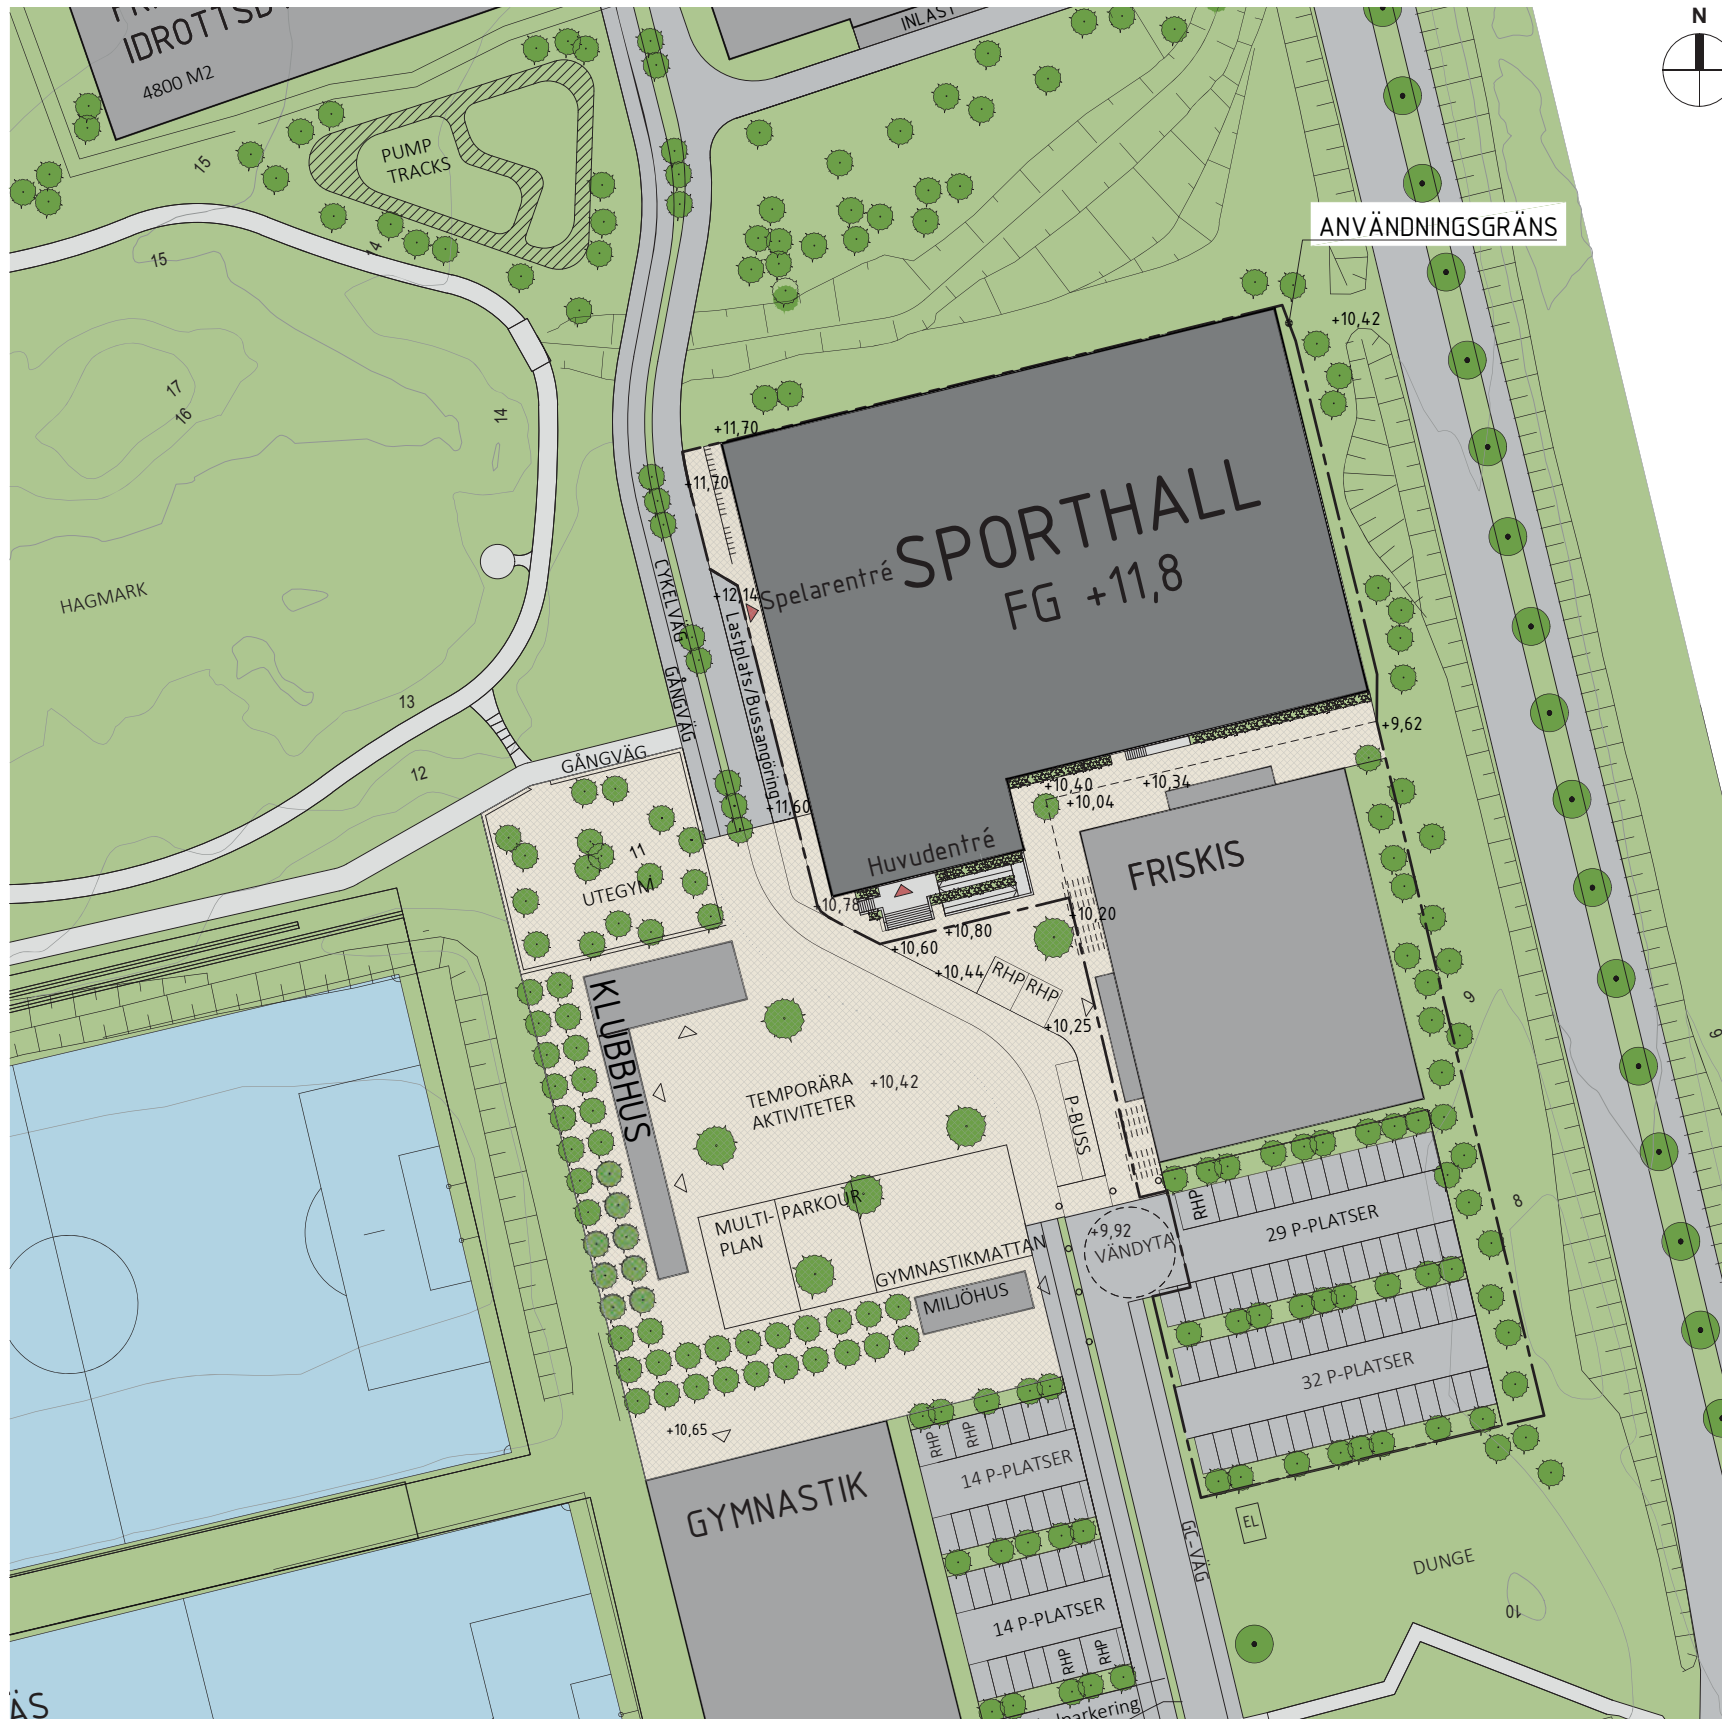 N
4800 M2
INLAST
PUMP
TRACKS
15
14
15
ANVÄNDNINGSGRÄNS
+10,42
17
16
14
+11,70
+11,70
SPORTHALL
FG +11,8
Spelarentré
+12,14
CYKELVÄG
GÅNGVÄG
Lastplats/Bussangöring
HAGMARK
13
12
GÅNGVÄG
+9,62
+10,40
+10,04
+10,34
+11,60
11
UTEGYM
Huvudentré
FRISKIS
+10,78
+10,20
+10,60
+10,80
+10,44
RHP
RHP
+10,25
9
9
KLUBBHUS
TEMPORÄRA
AKTIVITETER
+10,42
P-BUSS
MULTI-
PLAN
PARKOUR
GYMNASTIKMATTAN
MILJÖHUS
+9,92
VÄNDYTA
RHP
29 P-PLATSER
8
32 P-PLATSER
+10,65
GYMNASTIK
RHP
RHP
14 P-PLATSER
14 P-PLATSER
RHP
RHP
GC-VÄG
EL
DUNGE
10
ÄS